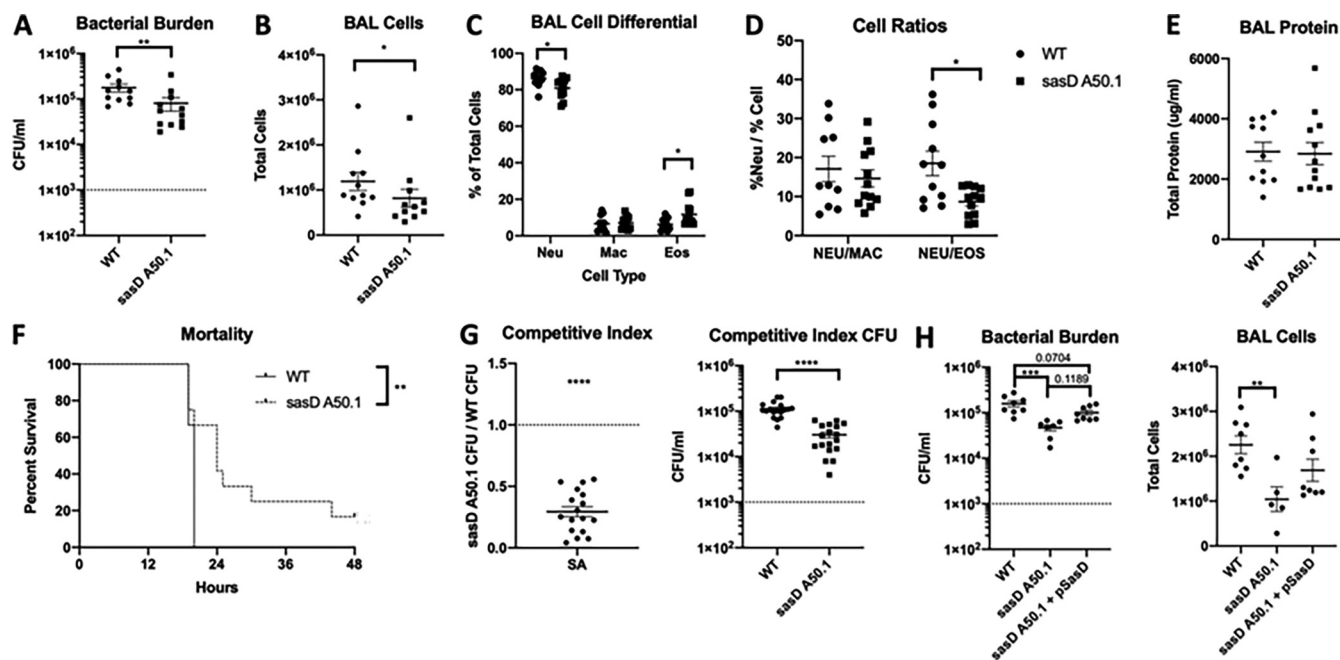 A Bacterial Burden
**
1×10⁶
1×10⁵
1×10⁴
1×10³
1×10²
CFU/ml
WT
sasD A50.1
B BAL Cells
*
4×10⁶
3×10⁶
2×10⁶
1×10⁶
0
Total Cells
WT
sasD A50.1
C BAL Cell Differential
*
*
100
80
60
40
20
0
% of Total Cells
Neu Mac Eos
Cell Type
D Cell Ratios
*
50
40
30
20
10
0
%Neu / % Cell
NEU/MAC NEU/EOS
WT
sasD A50.1
E BAL Protein
6000
4000
2000
0
Total Protein (ug/ml)
WT
sasD A50.1
F Mortality
100
80
60
40
20
0
Percent Survival
0 12 24 36 48
Hours
WT
sasD A50.1
**
G Competitive Index
****
1.5
1.0
0.5
0.0
sasD A50.1 CFU / WT CFU
SA
Competitive Index CFU
****
1×10⁶
1×10⁵
1×10⁴
1×10³
1×10²
CFU/ml
WT
sasD A50.1
H Bacterial Burden
0.0704
***
0.1189
1×10⁶
1×10⁵
1×10⁴
1×10³
1×10²
CFU/ml
WT
sasD A50.1
sasD A50.1 + pSasD
BAL Cells
**
4×10⁶
3×10⁶
2×10⁶
1×10⁶
0
Total Cells
WT
sasD A50.1
sasD A50.1 + pSasD